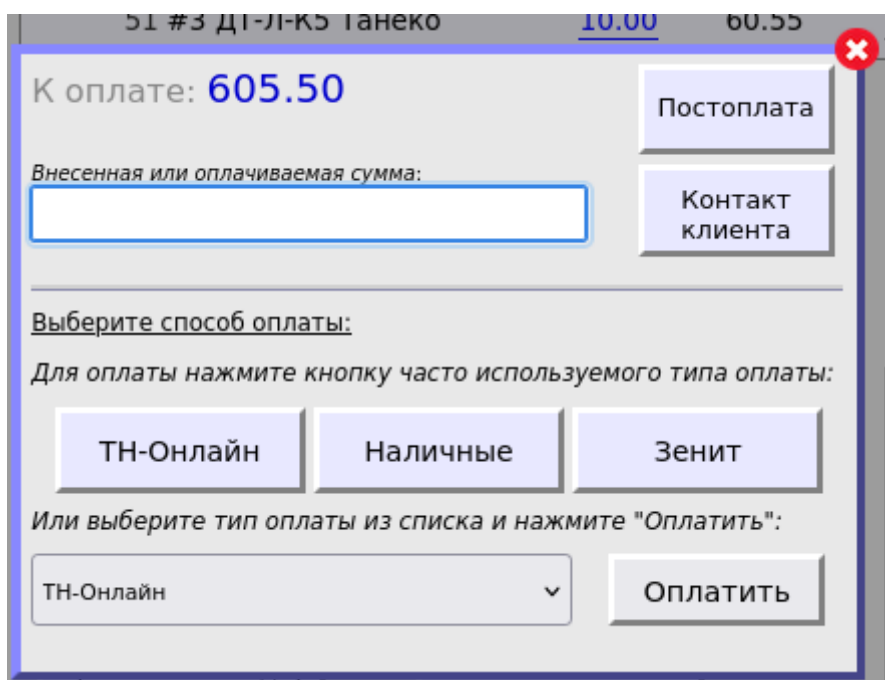 51 #3 ДТ-Л-К5 Танеко 10.00 60.55
К оплате: 605.50
Постоплата
Внесенная или оплачиваемая сумма:
Контакт
клиента
Выберите способ оплаты:
Для оплаты нажмите кнопку часто используемого типа оплаты:
ТН-Онлайн Наличные Зенит
Или выберите тип оплаты из списка и нажмите "Оплатить":
ТН-Онлайн Оплатить